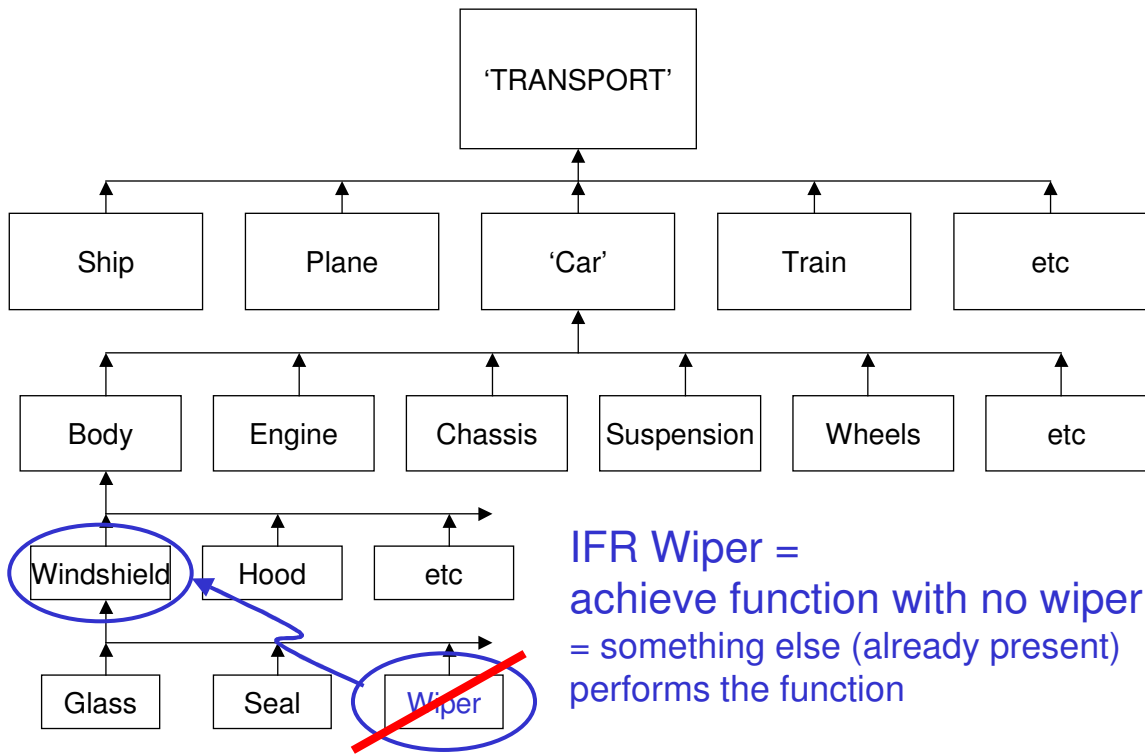 ‘TRANSPORT’
Ship
Plane
‘Car’
Train
etc
Body
Engine
Chassis
Suspension
Wheels
etc
Windshield
Hood
etc
IFR Wiper =
achieve function with no wiper
= something else (already present)
performs the function
Glass
Seal
Wiper